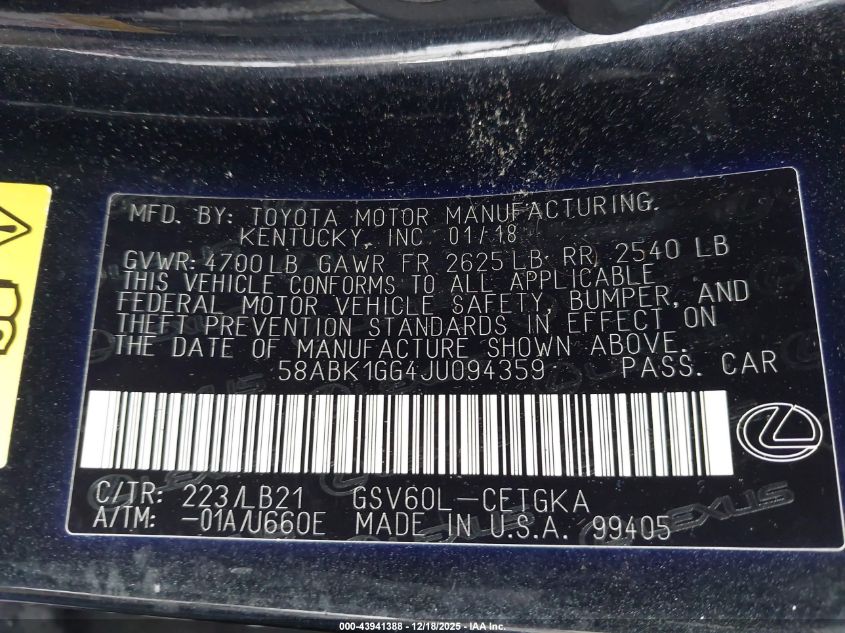 MFD. BY: TOYOTA MOTOR MANUFACTURING.
KENTUCKY, INC 01/18
GVWR: 4700LB GAWR FR 2625LB RR 2540 LB
THIS VEHICLE CONFORMS TO ALL APPLICABLE
FEDERAL MOTOR VEHICLE SAFETY, BUMPER, AND
THEFT PREVENTION STANDARDS IN EFFECT ON
THE DATE OF MANUFACTURE SHOWN ABOVE.
58ABK1GG4JU094359 PASS. CAR
C/TR: 223/LB21 GSV60L-CETGKA
A/TM: -01A/U660E MADE IN U.S.A. 99405
000-43941388 - 12/18/2025 - IAA Inc.